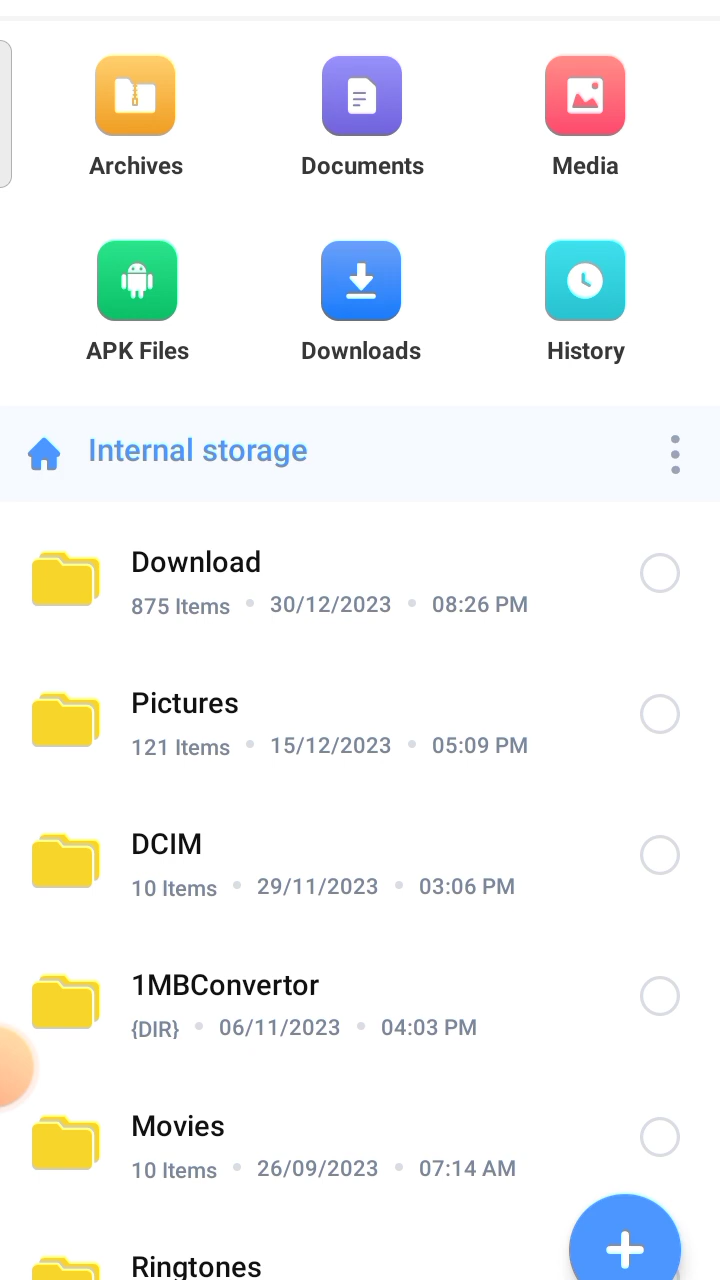 Archives Documents Media
APK Files Downloads History
Internal storage
Download
875 Items • 30/12/2023 • 08:26 PM
Pictures
121 Items • 15/12/2023 • 05:09 PM
DCIM
10 Items • 29/11/2023 • 03:06 PM
1MBConvertor
{DIR} • 06/11/2023 • 04:03 PM
Movies
10 Items • 26/09/2023 • 07:14 AM
Ringtones